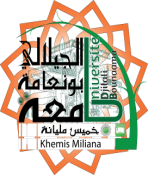 الجيلالي
بونعامة
جامعة
خميس مليانة
Khemis Miliana
Université
Djilali
Bounaama